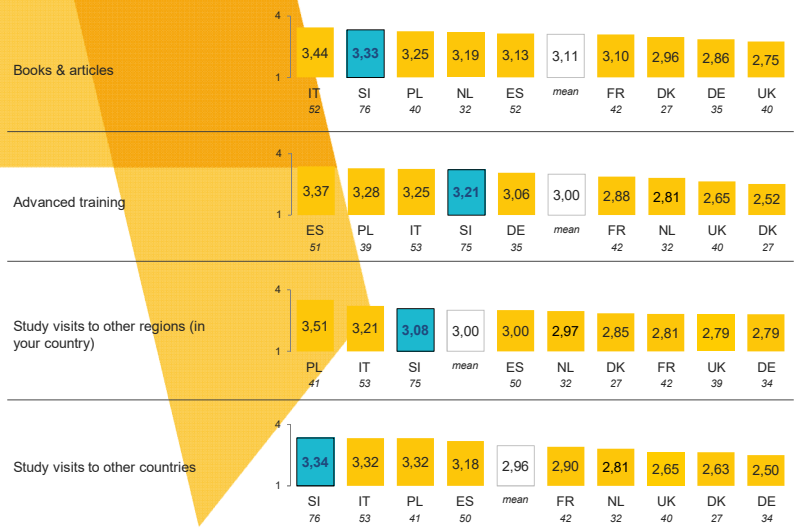 4
3,44 3,33 3,25 3,19 3,13 3,11 3,10 2,96 2,86 2,75
Books & articles
1
IT SI PL NL ES mean FR DK DE UK
52 76 40 32 52 42 27 35 40
4
3,37 3,28 3,25 3,21 3,06 3,00 2,88 2,81 2,65 2,52
Advanced training
1
ES PL IT SI DE mean FR NL UK DK
51 39 53 75 35 42 32 40 27
4
3,51 3,21 3,08 3,00 3,00 2,97 2,85 2,81 2,79 2,79
Study visits to other regions (in
your country)
1
PL IT SI mean ES NL DK FR UK DE
41 53 75 50 32 27 42 39 34
4
3,34 3,32 3,32 3,18 2,96 2,90 2,81 2,65 2,63 2,50
Study visits to other countries
1
SI IT PL ES mean FR NL UK DK DE
76 53 41 50 42 32 40 27 34